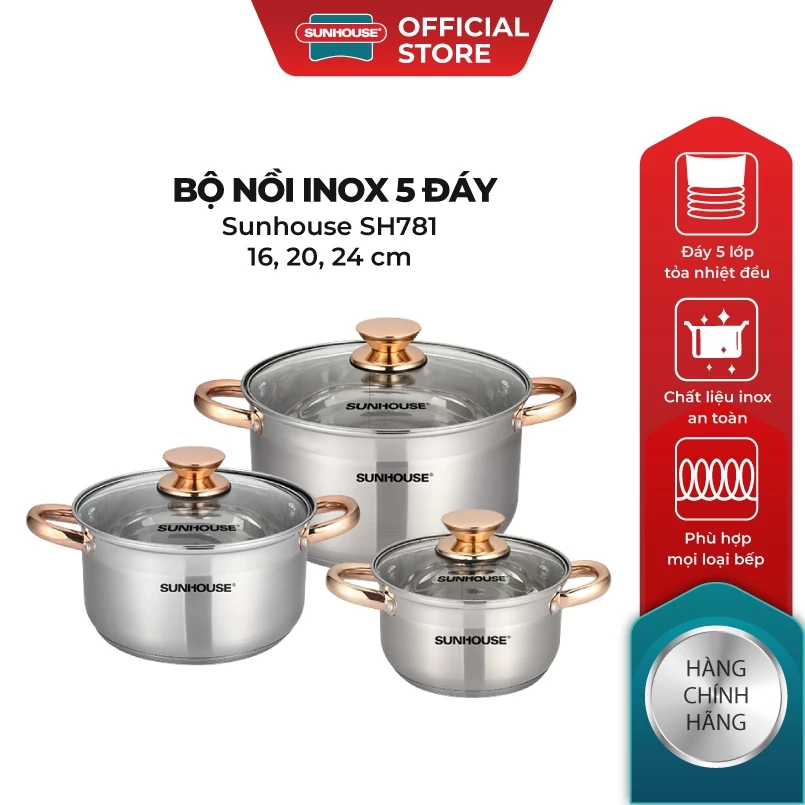 SUNHOUSE®
OFFICIAL
STORE
BỘ NỒI INOX 5 ĐÁY
Sunhouse SH781
16, 20, 24 cm
Đáy 5 lớp
tỏa nhiệt đều
Chất liệu inox
an toàn
Phù hợp
mọi loại bếp
HÀNG
CHÍNH
HÃNG
SUNHOUSE®
SUNHOUSE®
SUNHOUSE®
SUNHOUSE®
SUNHOUSE®
SUNHOUSE®